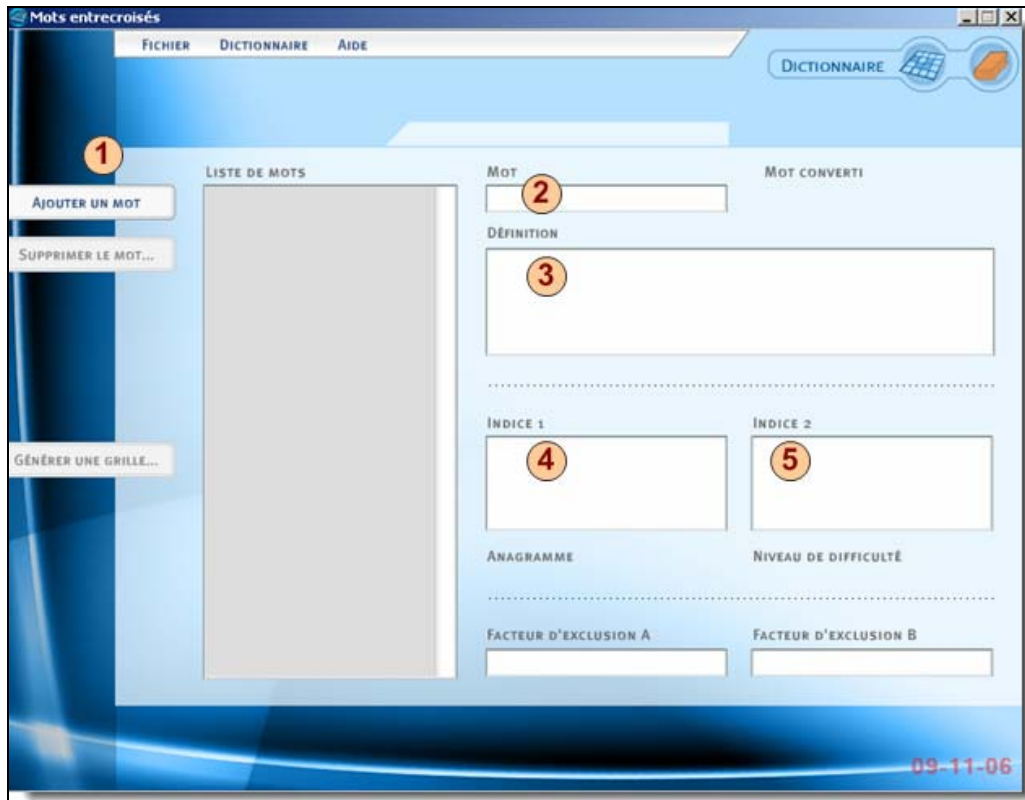 Mots entrecroisés
FICHIER DICTIONNAIRE AIDE
DICTIONNAIRE
1
LISTE DE MOTS
MOT
MOT CONVERTI
2
AJOUTER UN MOT
DÉFINITION
SUPPRIMER LE MOT...
3
INDICE 1
INDICE 2
GÉNÉRER UNE GRILLE...
4
5
ANAGRAMME
NIVEAU DE DIFFICULTÉ
FACTEUR D'EXCLUSION A
FACTEUR D'EXCLUSION B
09-11-06